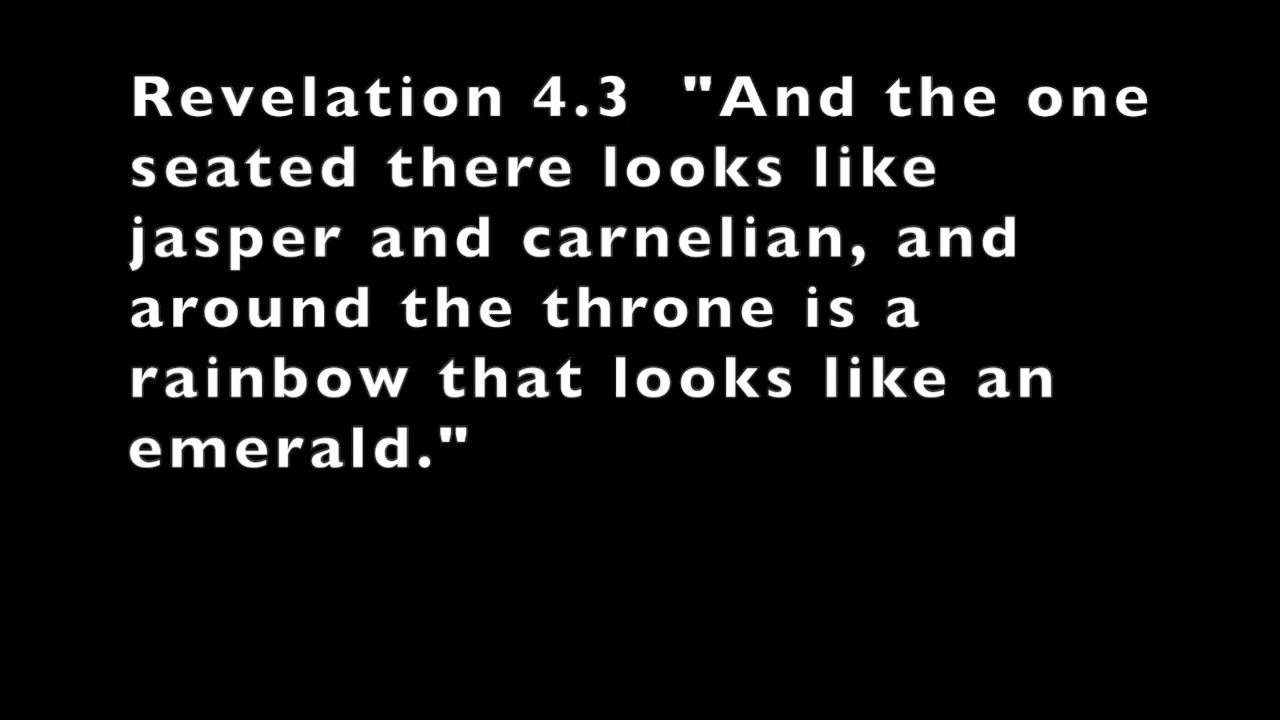 Revelation 4.3  "And the one
seated there looks like
jasper and carnelian, and
around the throne is a
rainbow that looks like an
emerald."